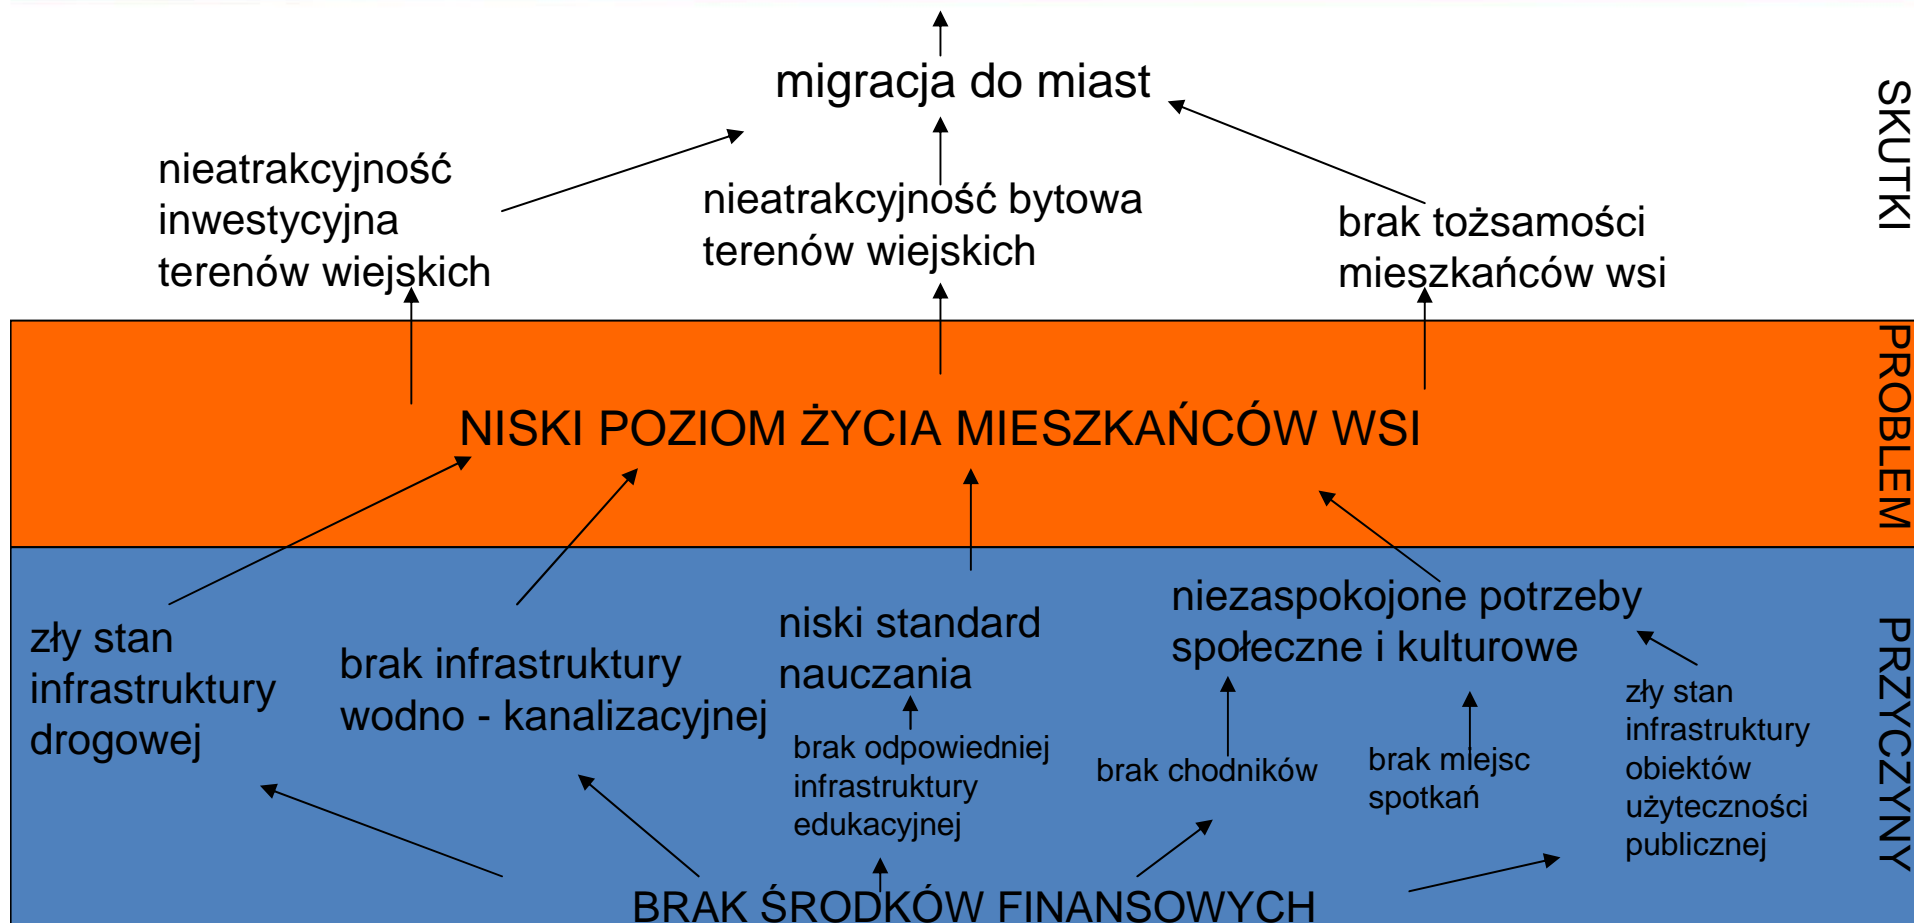 migracja do miast
nieatrakcyjność
inwestycyjna
terenów wiejskich
nieatrakcyjność bytowa
terenów wiejskich
brak tożsamości
mieszkańców wsi
SKUTKI
NISKI POZIOM ŻYCIA MIESZKAŃCÓW WSI
PROBLEM
zły stan
infrastruktury
drogowej
brak infrastruktury
wodno - kanalizacyjnej
niski standard
nauczania
brak odpowiedniej
infrastruktury
edukacyjnej
niezaspokojone potrzeby
społeczne i kulturowe
brak chodników
brak miejsc
spotkań
zły stan
infrastruktury
obiektów
użyteczności
publicznej
PRZYCZYNY
BRAK ŚRODKÓW FINANSOWYCH